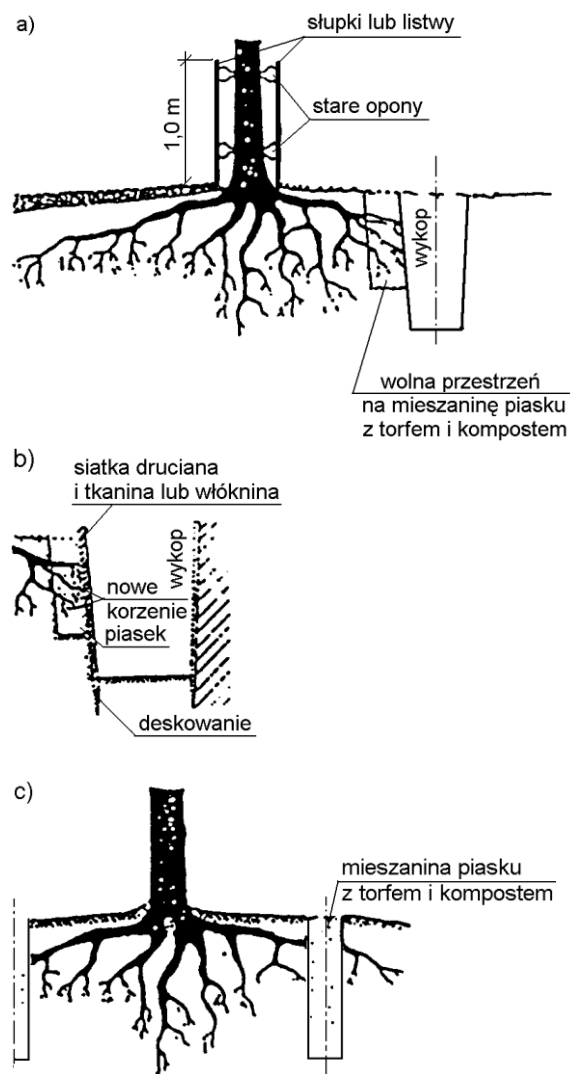 a)
słupki lub listwy
stare opony
1,0 m
wykop
wolna przestrzeń
na mieszaninę piasku
z torfem i kompostem
b)
siatka druciana
i tkanina lub włóknina
wykop
nowe
korzenie
piasek
deskowanie
c)
mieszanina piasku
z torfem i kompostem